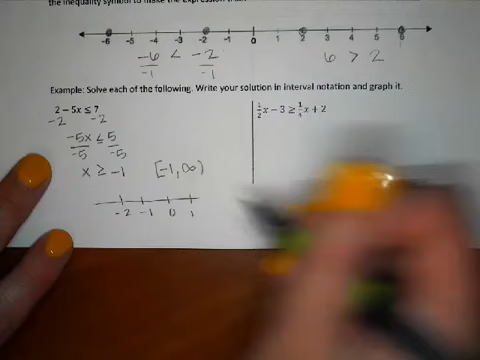 the inequality symbol to make the expression
-6 -5 -4 -3 -2 -1 0 1 2 3 4 5 6
-6 < -2 6 > 2
-1 -1
Example: Solve each of the following. Write your solution in interval notation and graph it.
2 − 5x ≤ 7 1/2x − 3 ≥ 1/4x + 2
-2 -2
-5x ≤ 5
-5 -5
x ≥ -1 [-1, ∞)
-2 -1 0 1